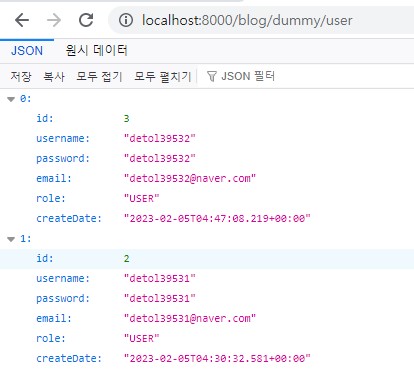 localhost:8000/blog/dummy/user
JSON 원시 데이터
저장 복사 모두 접기 모두 펼치기 JSON 필터
0:
id: 3
username: "detol39532"
password: "detol39532"
email: "detol39532@naver.com"
role: "USER"
createDate: "2023-02-05T04:47:08.219+00:00"
1:
id: 2
username: "detol39531"
password: "detol39531"
email: "detol39531@naver.com"
role: "USER"
createDate: "2023-02-05T04:30:32.581+00:00"